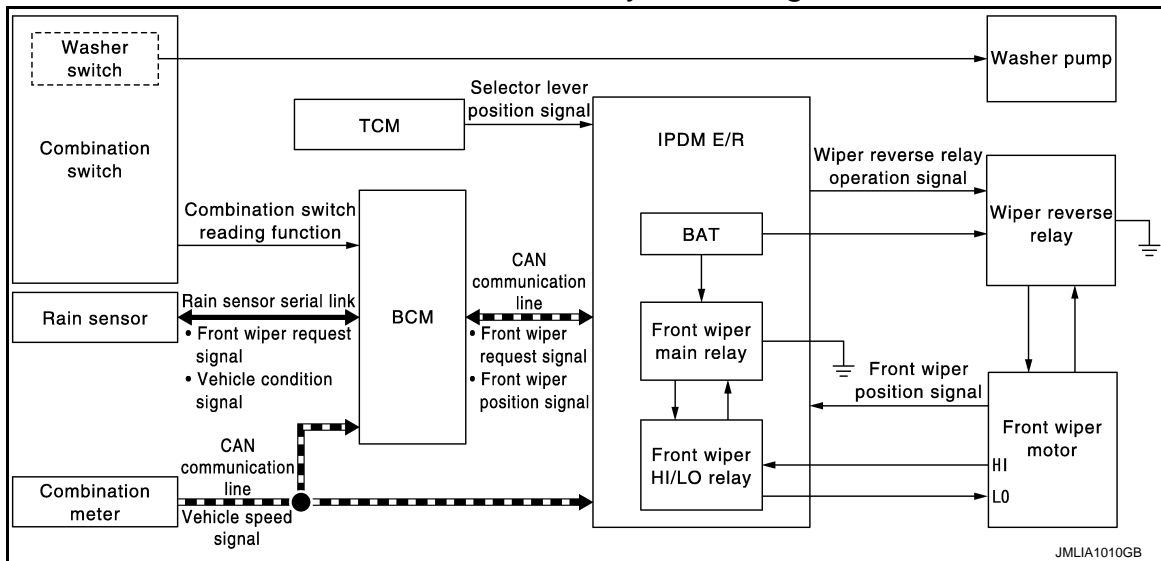 Washer
switch
Combination
switch
Washer pump
Selector lever
position signal
TCM
IPDM E/R
Wiper reverse relay
operation signal
Wiper reverse
relay
Combination switch
reading function
BAT
CAN
communication
line
Rain sensor
Rain sensor serial link
• Front wiper request
signal
• Vehicle condition
signal
BCM
• Front wiper
request signal
• Front wiper
position signal
Front wiper
main relay
Front wiper
position signal
Front wiper
motor
HI
LO
Front wiper
HI/LO relay
CAN
communication
line
Combination
meter
Vehicle speed
signal
JMLIA1010GB